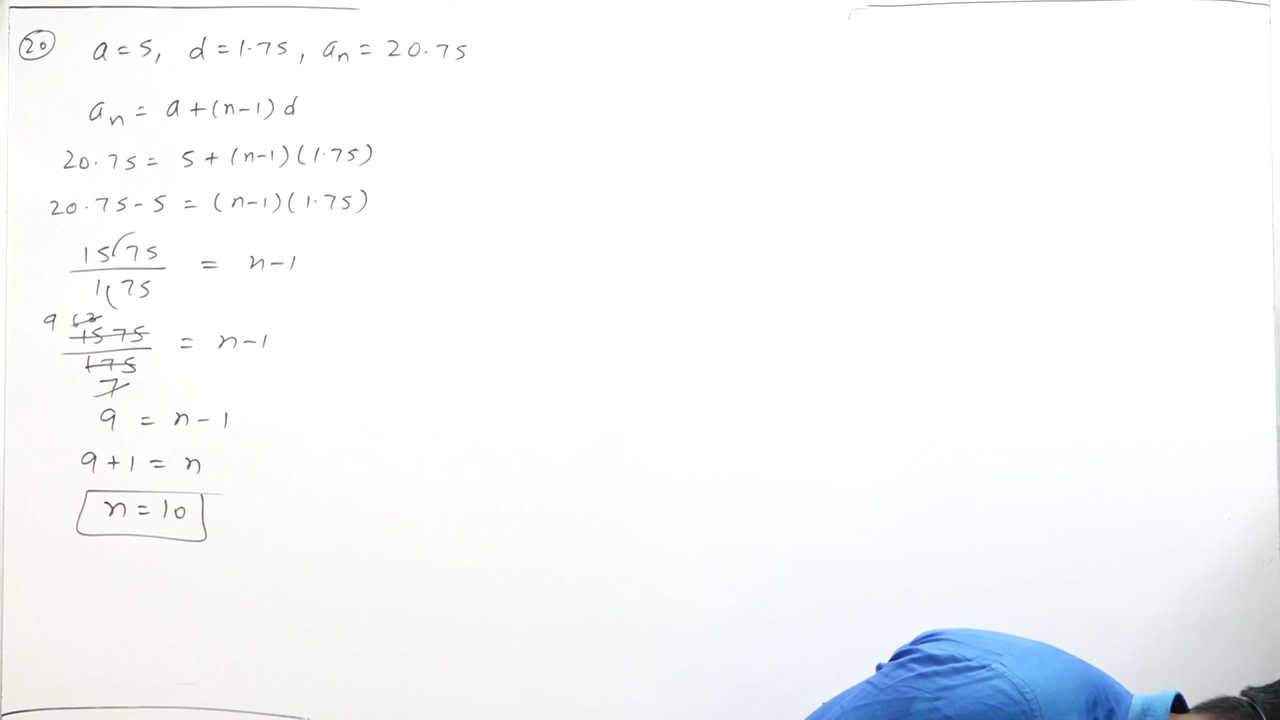 20 a = 5, d = 1.75, an = 20.75
an = a + (n-1) d
20.75 = 5 + (n-1)(1.75)
20.75 - 5 = (n-1)(1.75)
15.75/1.75 = n-1
9 63 1575/175 7 = n-1
9 = n-1
9+1 = n
n = 10